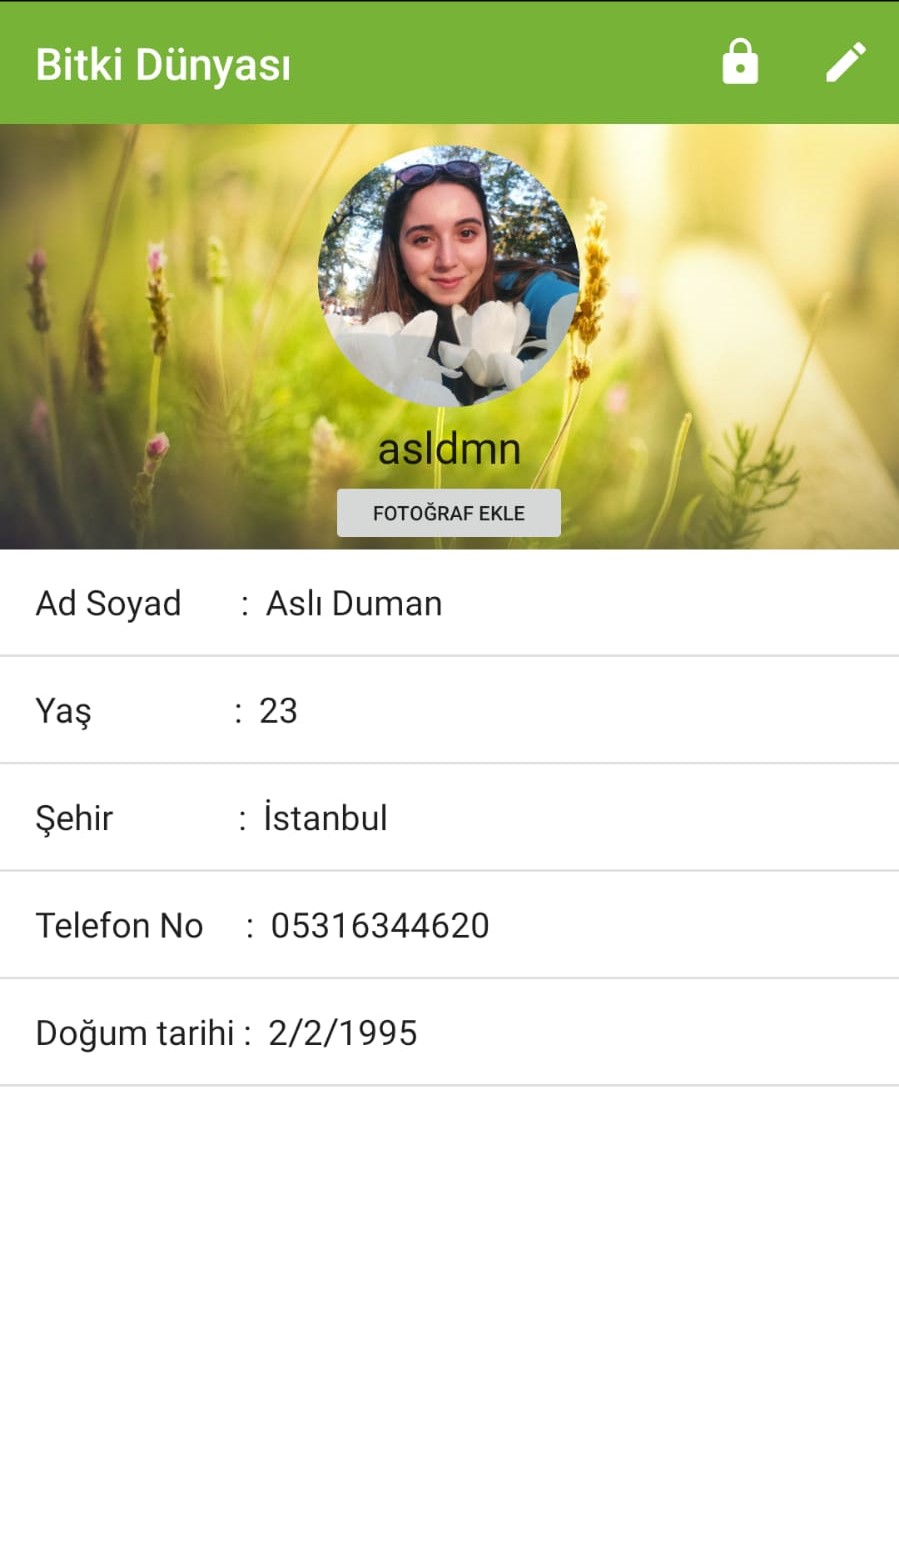 Bitki Dünyası
asldmn
FOTOĞRAF EKLE
Ad Soyad : Aslı Duman
Yaş : 23
Şehir : İstanbul
Telefon No : 05316344620
Doğum tarihi : 2/2/1995